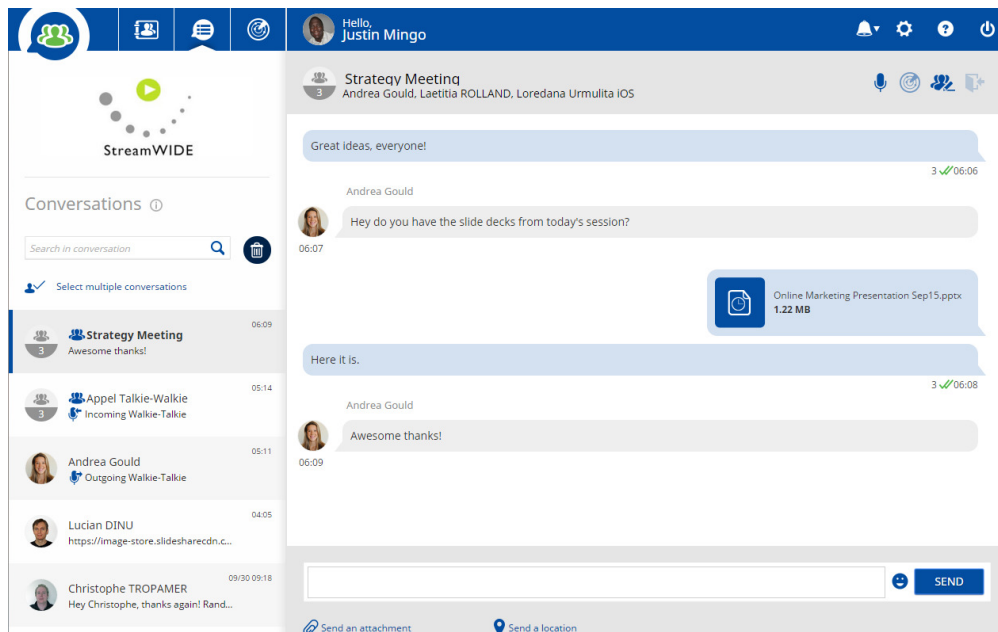 Hello,
Justin Mingo
StreamWIDE
Conversations
Search in conversation
Select multiple conversations
3
Strategy Meeting
06:09
Awesome thanks!
3
Appel Talkie-Walkie
05:14
Incoming Walkie-Talkie
Andrea Gould
05:11
Outgoing Walkie-Talkie
Lucian DINU
04:05
https://image-store.slidesharecdn.c...
Christophe TROPAMER
09/30 09:18
Hey Christophe, thanks again! Rand...
3
Strategy Meeting
Andrea Gould, Laetitia ROLLAND, Loredana Urmulita iOS
Great ideas, everyone!
3 06:06
Andrea Gould
Hey do you have the slide decks from today's session?
06:07
Online Marketing Presentation Sep15.pptx
1.22 MB
Here it is.
3 06:08
Andrea Gould
Awesome thanks!
06:09
SEND
Send an attachment
Send a location